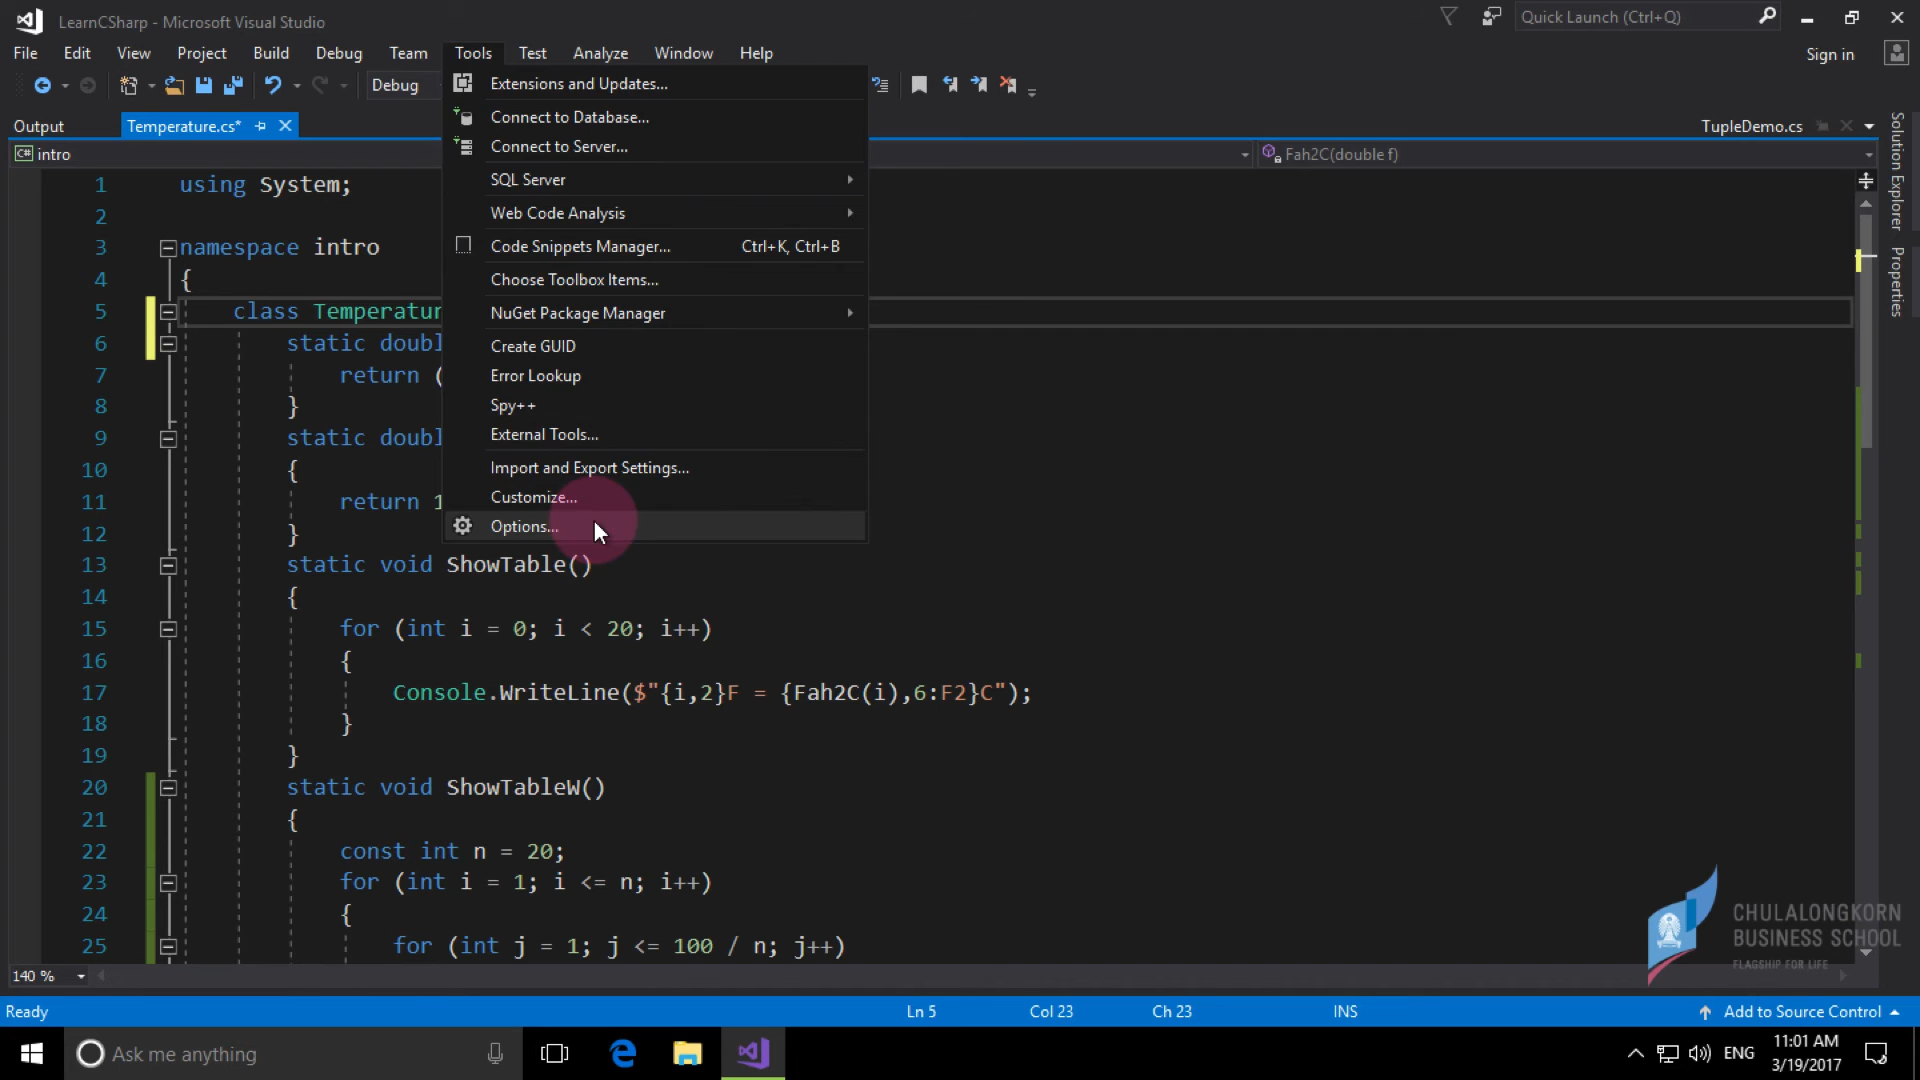 LearnCSharp - Microsoft Visual Studio
Quick Launch (Ctrl+Q)
File Edit View Project Build Debug Team Tools Test Analyze Window Help
Sign in
Debug
Output
Temperature.cs*
TupleDemo.cs
C# intro
Fah2C(double f)
Solution Explorer
Properties
Extensions and Updates...
Connect to Database...
Connect to Server...
SQL Server
Web Code Analysis
Code Snippets Manager... Ctrl+K, Ctrl+B
Choose Toolbox Items...
NuGet Package Manager
Create GUID
Error Lookup
Spy++
External Tools...
Import and Export Settings...
Customize...
Options...
1 using System;
2
3 namespace intro
4 {
5 class Temperatur
6 static doubl
7 return (
8 }
9 static doubl
10 {
11 return 1
12 }
13 static void ShowTable()
14 {
15 for (int i = 0; i < 20; i++)
16 {
17 Console.WriteLine($"{i,2}F = {Fah2C(i),6:F2}C");
18 }
19 }
20 static void ShowTableW()
21 {
22 const int n = 20;
23 for (int i = 1; i <= n; i++)
24 {
25 for (int j = 1; j <= 100 / n; j++)
CHULALONGKORN
BUSINESS SCHOOL
FLAGSHIP FOR LIFE
140 %
Ready
Ln 5
Col 23
Ch 23
INS
Add to Source Control
Ask me anything
ENG
11:01 AM
3/19/2017